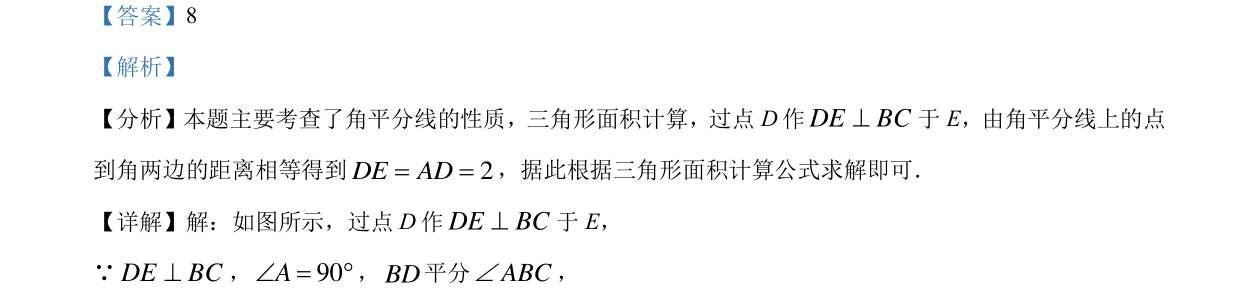 【答案】8
【解析】
【分析】本题主要考查了角平分线的性质，三角形面积计算，过点 D 作 DE ⊥ BC 于 E，由角平分线上的点
到角两边的距离相等得到 DE = AD = 2，据此根据三角形面积计算公式求解即可．
【详解】解：如图所示，过点 D 作 DE ⊥ BC 于 E，
∵ DE ⊥ BC，∠A = 90°，BD 平分 ∠ABC，